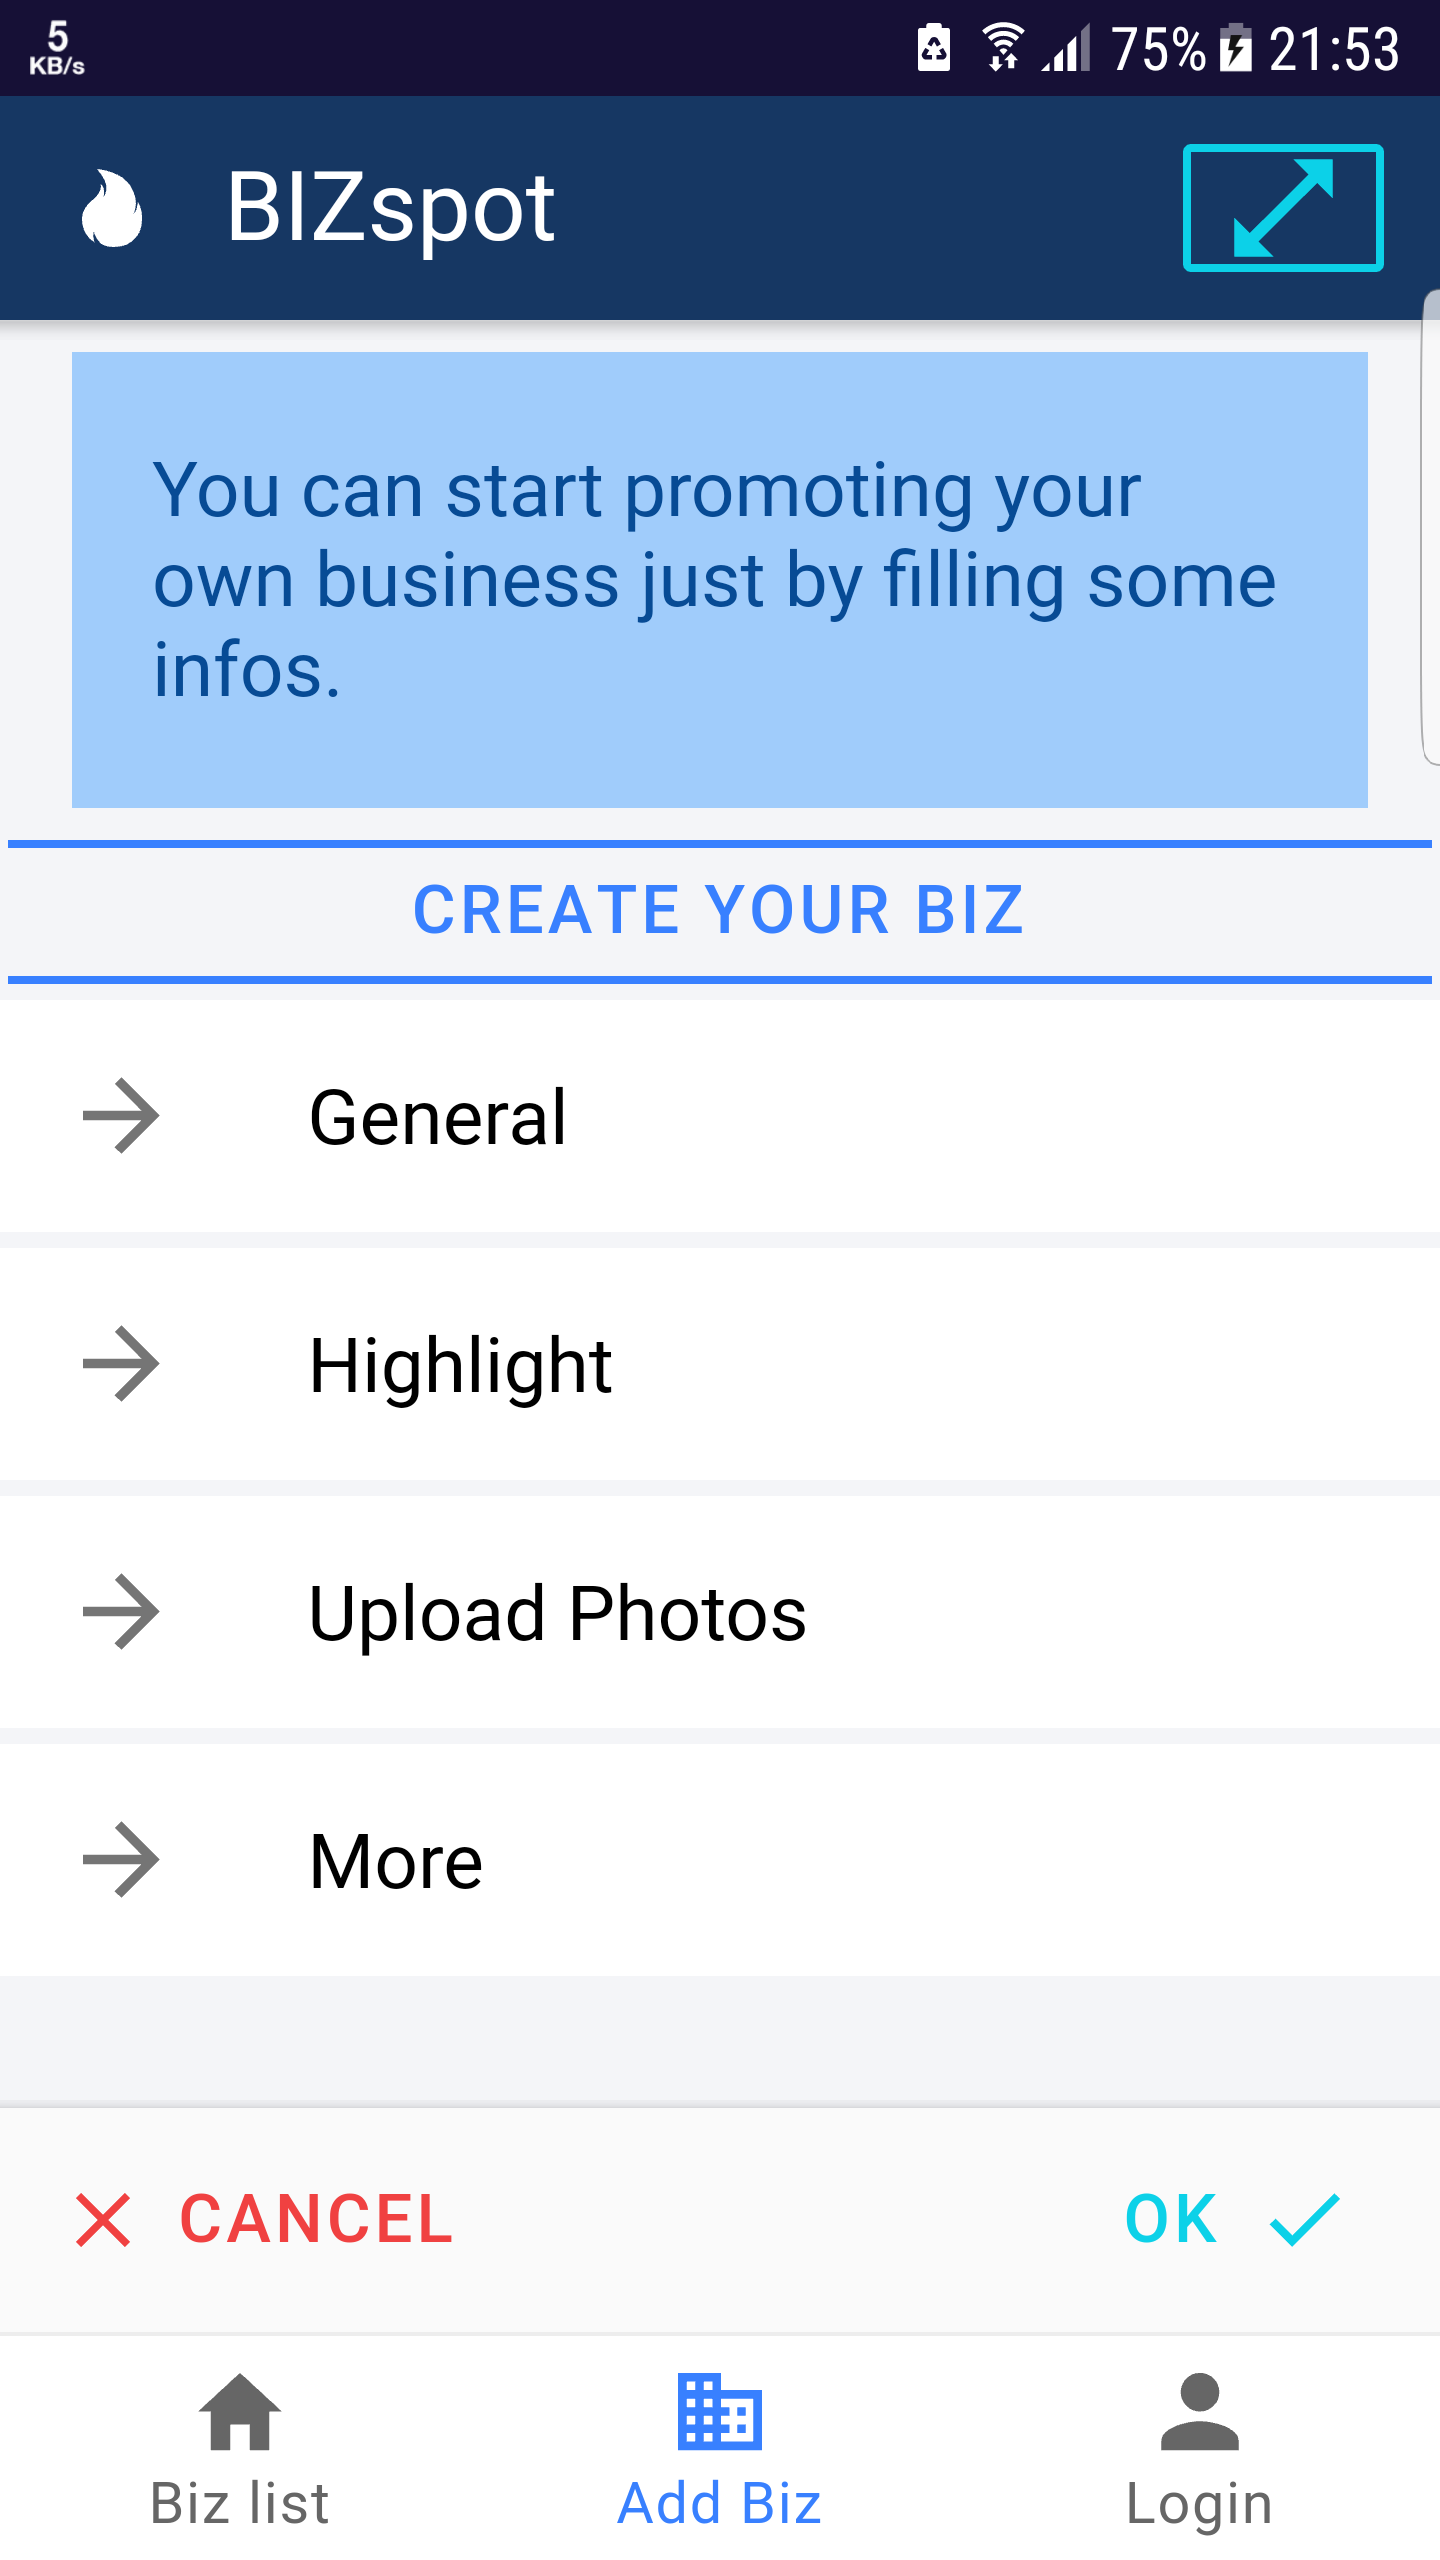 5
KB/s
75%
21:53
BIZspot
You can start promoting your
own business just by filling some
infos.
CREATE YOUR BIZ
General
Highlight
Upload Photos
More
CANCEL
OK
Biz list
Add Biz
Login